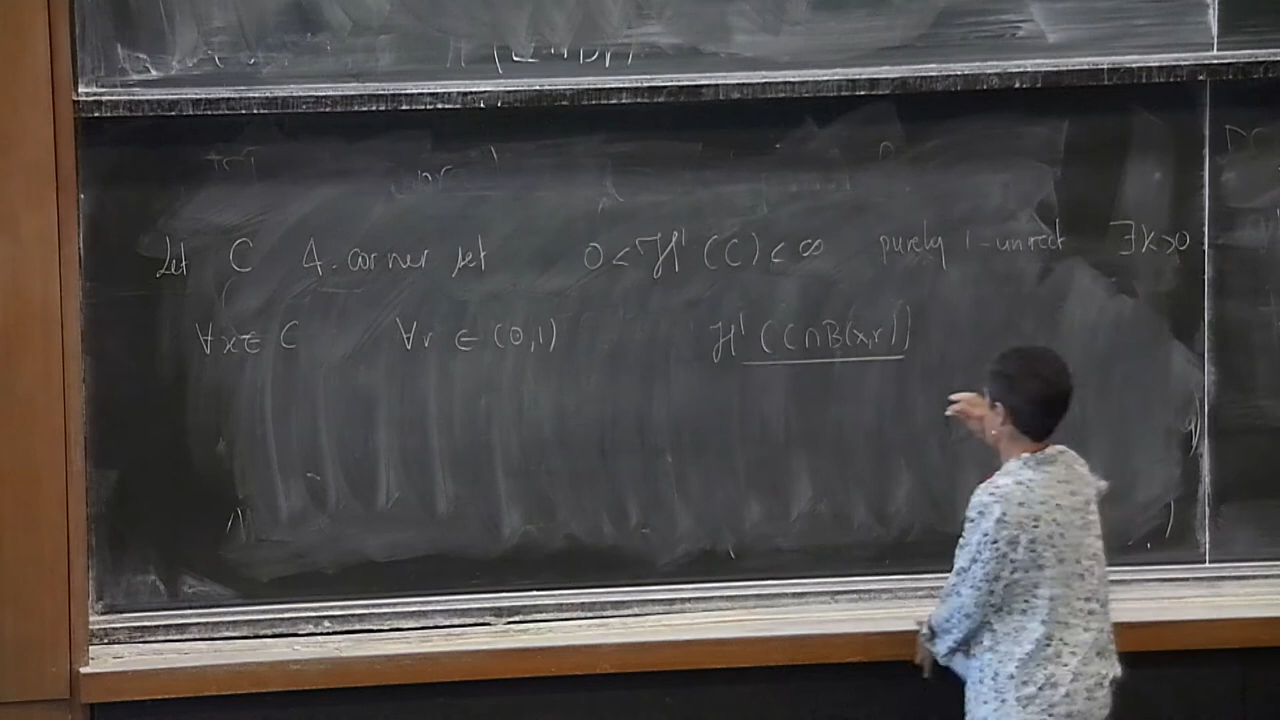 Let C 4-corner set 0 < ℋ¹ (C) < ∞ purely 1-unrect ∃k>0
∀x∈ C ∀r ∈ (0,1) ℋ¹ (C∩B(x,r))